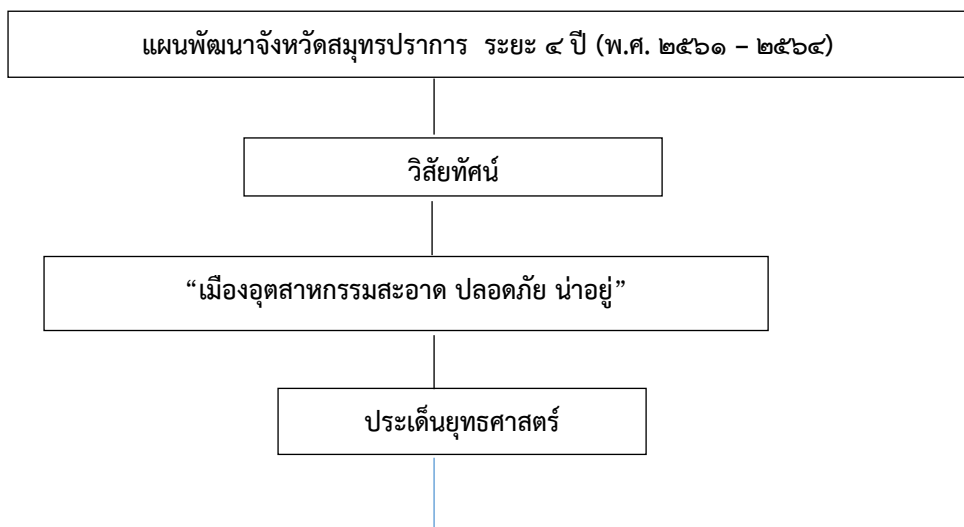 แผนพัฒนาจังหวัดสมุทรปราการ ระยะ ๔ ปี (พ.ศ. ๒๕๖๑ – ๒๕๖๔)
วิสัยทัศน์
“เมืองอุตสาหกรรมสะอาด ปลอดภัย น่าอยู่”
ประเด็นยุทธศาสตร์